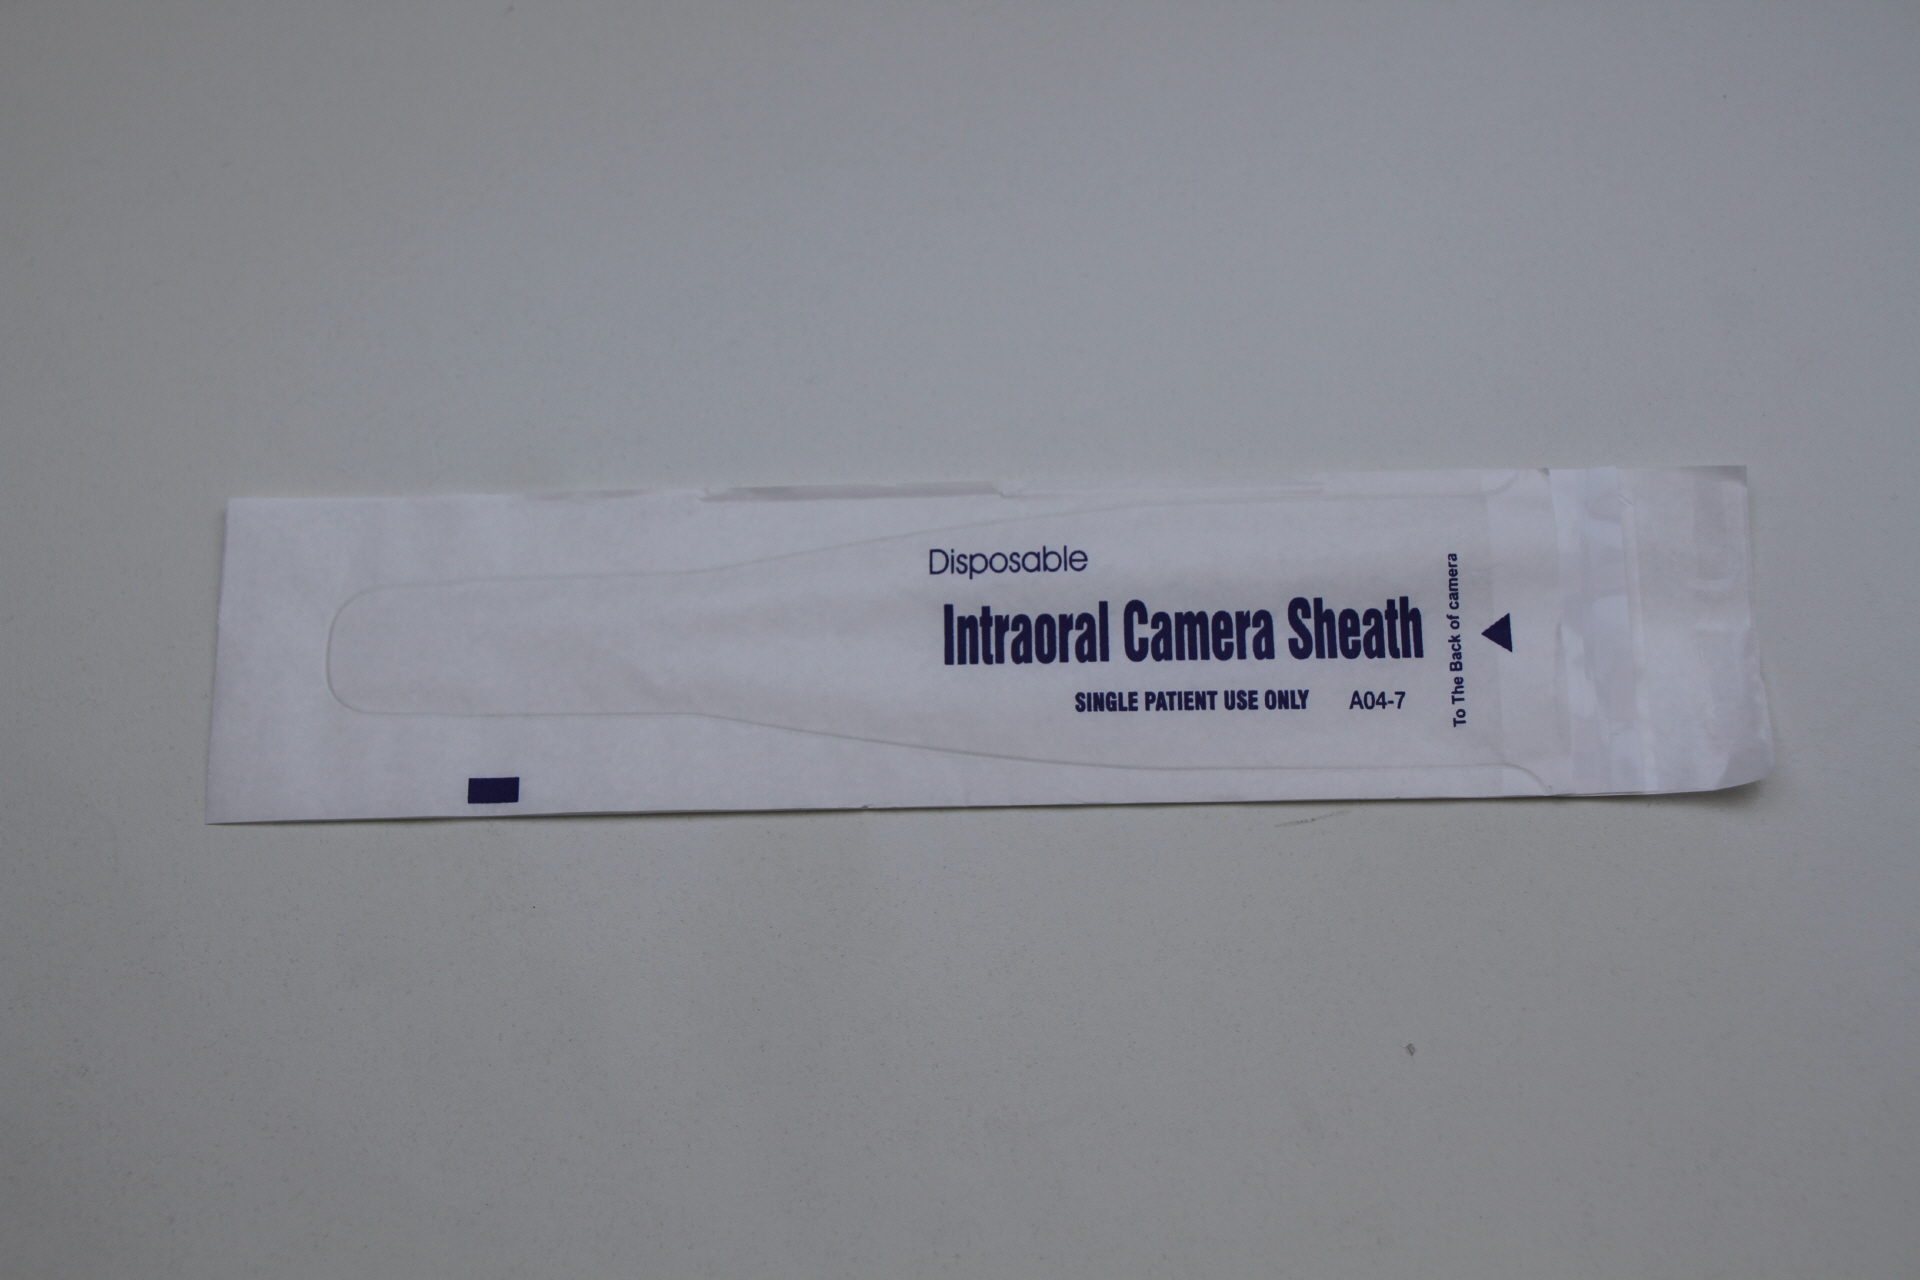 Disposable
Intraoral Camera Sheath
SINGLE PATIENT USE ONLY A04-7
To The Back of camera